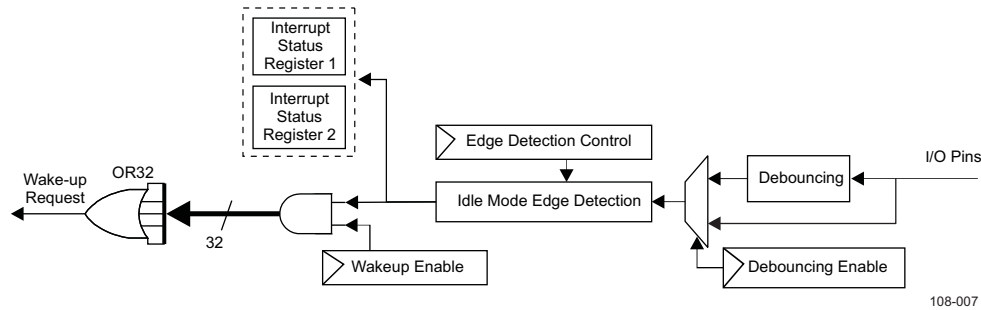 Interrupt
Status
Register 1
Interrupt
Status
Register 2
Edge Detection Control
I/O Pins
Debouncing
OR32
Wake-up
Request
Idle Mode Edge Detection
32
Wakeup Enable
Debouncing Enable
108-007